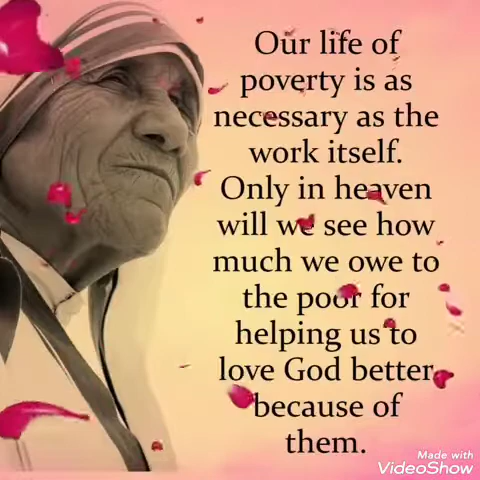 Our life of
poverty is as
necessary as the
work itself.
Only in heaven
will we see how
much we owe to
the poor for
helping us to
love God better
because of
them.
Made with
VideoShow